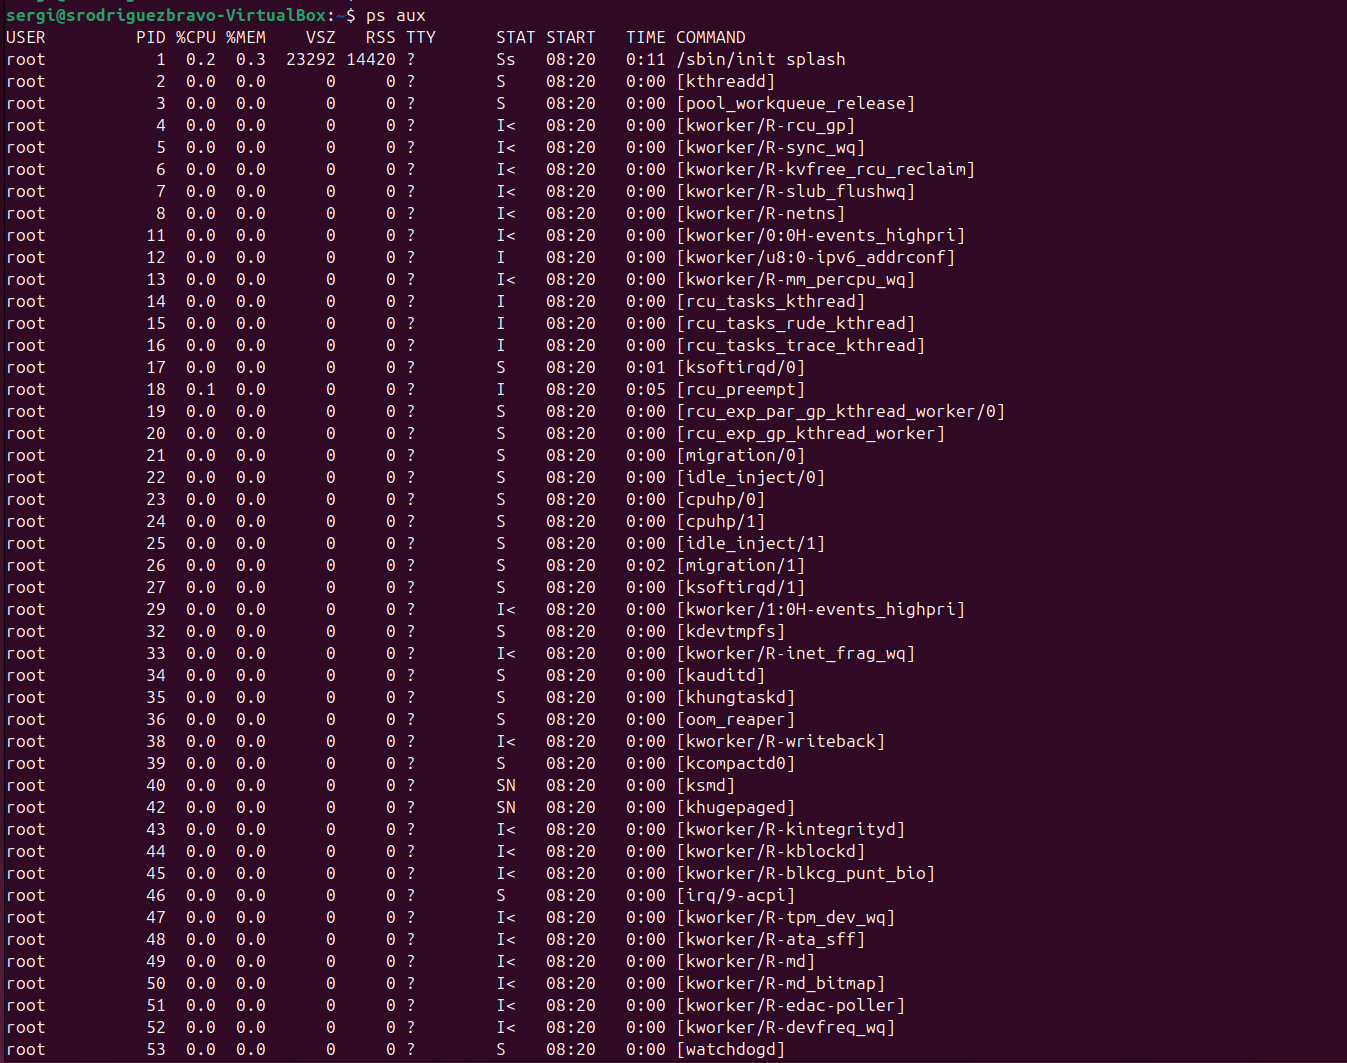 sergi@srodriguezbravo-VirtualBox:~$ ps aux
USER         PID %CPU %MEM    VSZ   RSS TTY      STAT START   TIME COMMAND
root           1  0.2  0.3  23292 14420 ?        Ss   08:20   0:11 /sbin/init splash
root           2  0.0  0.0      0     0 ?        S    08:20   0:00 [kthreadd]
root           3  0.0  0.0      0     0 ?        S    08:20   0:00 [pool_workqueue_release]
root           4  0.0  0.0      0     0 ?        I<   08:20   0:00 [kworker/R-rcu_gp]
root           5  0.0  0.0      0     0 ?        I<   08:20   0:00 [kworker/R-sync_wq]
root           6  0.0  0.0      0     0 ?        I<   08:20   0:00 [kworker/R-kvfree_rcu_reclaim]
root           7  0.0  0.0      0     0 ?        I<   08:20   0:00 [kworker/R-slub_flushwq]
root           8  0.0  0.0      0     0 ?        I<   08:20   0:00 [kworker/R-netns]
root          11  0.0  0.0      0     0 ?        I<   08:20   0:00 [kworker/0:0H-events_highpri]
root          12  0.0  0.0      0     0 ?        I    08:20   0:00 [kworker/u8:0-ipv6_addrconf]
root          13  0.0  0.0      0     0 ?        I<   08:20   0:00 [kworker/R-mm_percpu_wq]
root          14  0.0  0.0      0     0 ?        I    08:20   0:00 [rcu_tasks_kthread]
root          15  0.0  0.0      0     0 ?        I    08:20   0:00 [rcu_tasks_rude_kthread]
root          16  0.0  0.0      0     0 ?        I    08:20   0:00 [rcu_tasks_trace_kthread]
root          17  0.0  0.0      0     0 ?        S    08:20   0:01 [ksoftirqd/0]
root          18  0.1  0.0      0     0 ?        I    08:20   0:05 [rcu_preempt]
root          19  0.0  0.0      0     0 ?        S    08:20   0:00 [rcu_exp_par_gp_kthread_worker/0]
root          20  0.0  0.0      0     0 ?        S    08:20   0:00 [rcu_exp_gp_kthread_worker]
root          21  0.0  0.0      0     0 ?        S    08:20   0:00 [migration/0]
root          22  0.0  0.0      0     0 ?        S    08:20   0:00 [idle_inject/0]
root          23  0.0  0.0      0     0 ?        S    08:20   0:00 [cpuhp/0]
root          24  0.0  0.0      0     0 ?        S    08:20   0:00 [cpuhp/1]
root          25  0.0  0.0      0     0 ?        S    08:20   0:00 [idle_inject/1]
root          26  0.0  0.0      0     0 ?        S    08:20   0:02 [migration/1]
root          27  0.0  0.0      0     0 ?        S    08:20   0:00 [ksoftirqd/1]
root          29  0.0  0.0      0     0 ?        I<   08:20   0:00 [kworker/1:0H-events_highpri]
root          32  0.0  0.0      0     0 ?        S    08:20   0:00 [kdevtmpfs]
root          33  0.0  0.0      0     0 ?        I<   08:20   0:00 [kworker/R-inet_frag_wq]
root          34  0.0  0.0      0     0 ?        S    08:20   0:00 [kauditd]
root          35  0.0  0.0      0     0 ?        S    08:20   0:00 [khungtaskd]
root          36  0.0  0.0      0     0 ?        S    08:20   0:00 [oom_reaper]
root          38  0.0  0.0      0     0 ?        I<   08:20   0:00 [kworker/R-writeback]
root          39  0.0  0.0      0     0 ?        S    08:20   0:00 [kcompactd0]
root          40  0.0  0.0      0     0 ?        SN   08:20   0:00 [ksmd]
root          42  0.0  0.0      0     0 ?        SN   08:20   0:00 [khugepaged]
root          43  0.0  0.0      0     0 ?        I<   08:20   0:00 [kworker/R-kintegrityd]
root          44  0.0  0.0      0     0 ?        I<   08:20   0:00 [kworker/R-kblockd]
root          45  0.0  0.0      0     0 ?        I<   08:20   0:00 [kworker/R-blkcg_punt_bio]
root          46  0.0  0.0      0     0 ?        S    08:20   0:00 [irq/9-acpi]
root          47  0.0  0.0      0     0 ?        I<   08:20   0:00 [kworker/R-tpm_dev_wq]
root          48  0.0  0.0      0     0 ?        I<   08:20   0:00 [kworker/R-ata_sff]
root          49  0.0  0.0      0     0 ?        I<   08:20   0:00 [kworker/R-md]
root          50  0.0  0.0      0     0 ?        I<   08:20   0:00 [kworker/R-md_bitmap]
root          51  0.0  0.0      0     0 ?        I<   08:20   0:00 [kworker/R-edac-poller]
root          52  0.0  0.0      0     0 ?        I<   08:20   0:00 [kworker/R-devfreq_wq]
root          53  0.0  0.0      0     0 ?        S    08:20   0:00 [watchdogd]